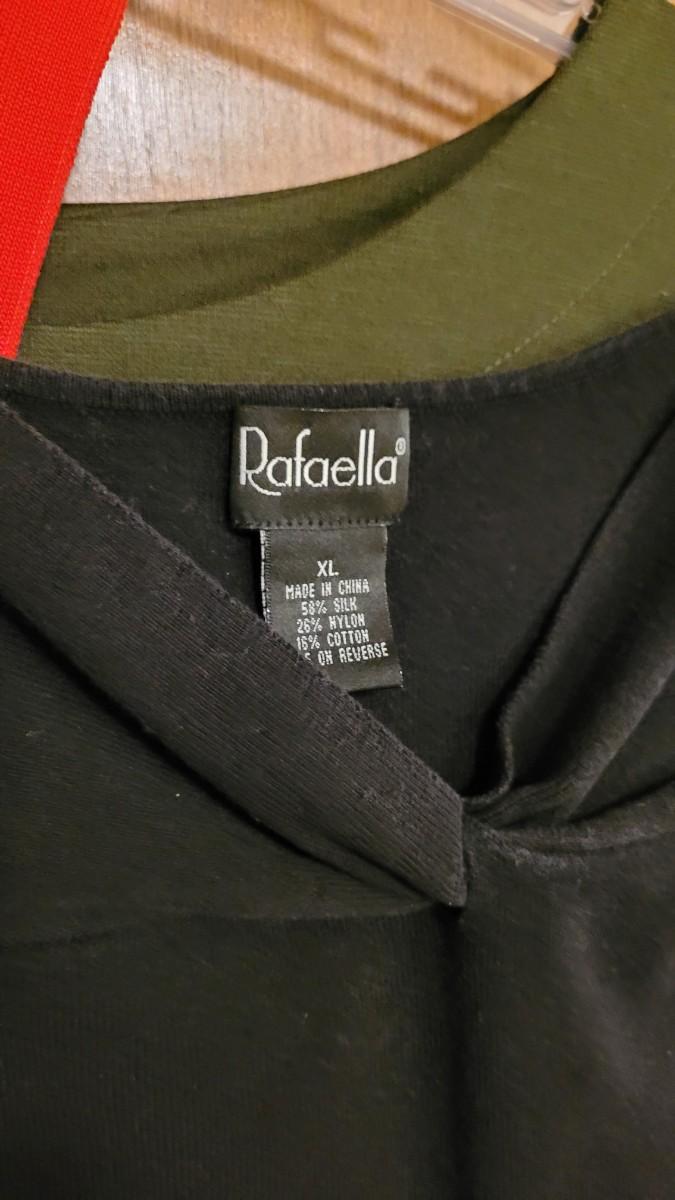 Rafaella®
XL
MADE IN CHINA
58% SILK
26% NYLON
16% COTTON
ON REVERSE